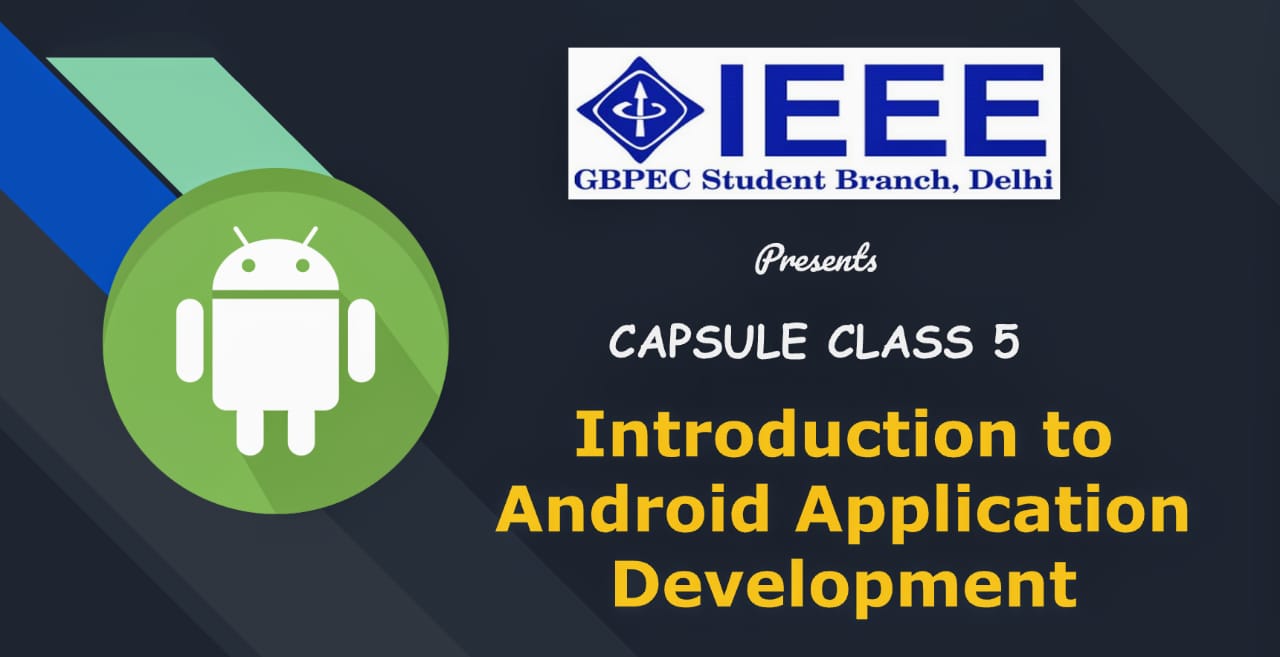 IEEE
GBPEC Student Branch, Delhi
Presents
CAPSULE CLASS 5
Introduction to
Android Application
Development